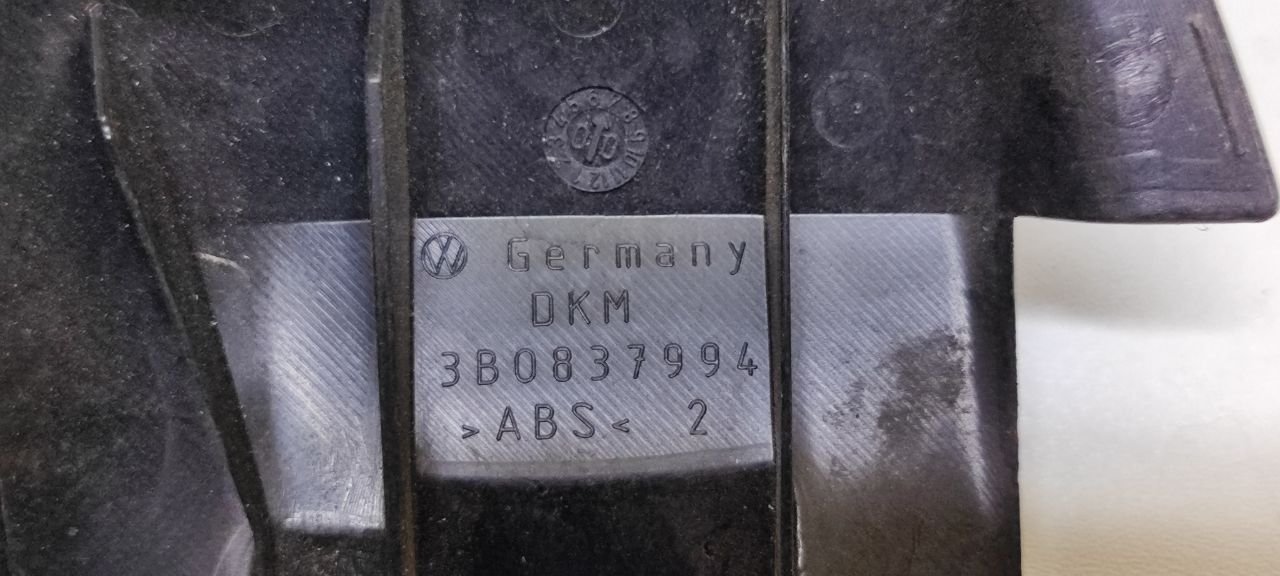 Germany
DKM
3B0837994
>ABS< 2